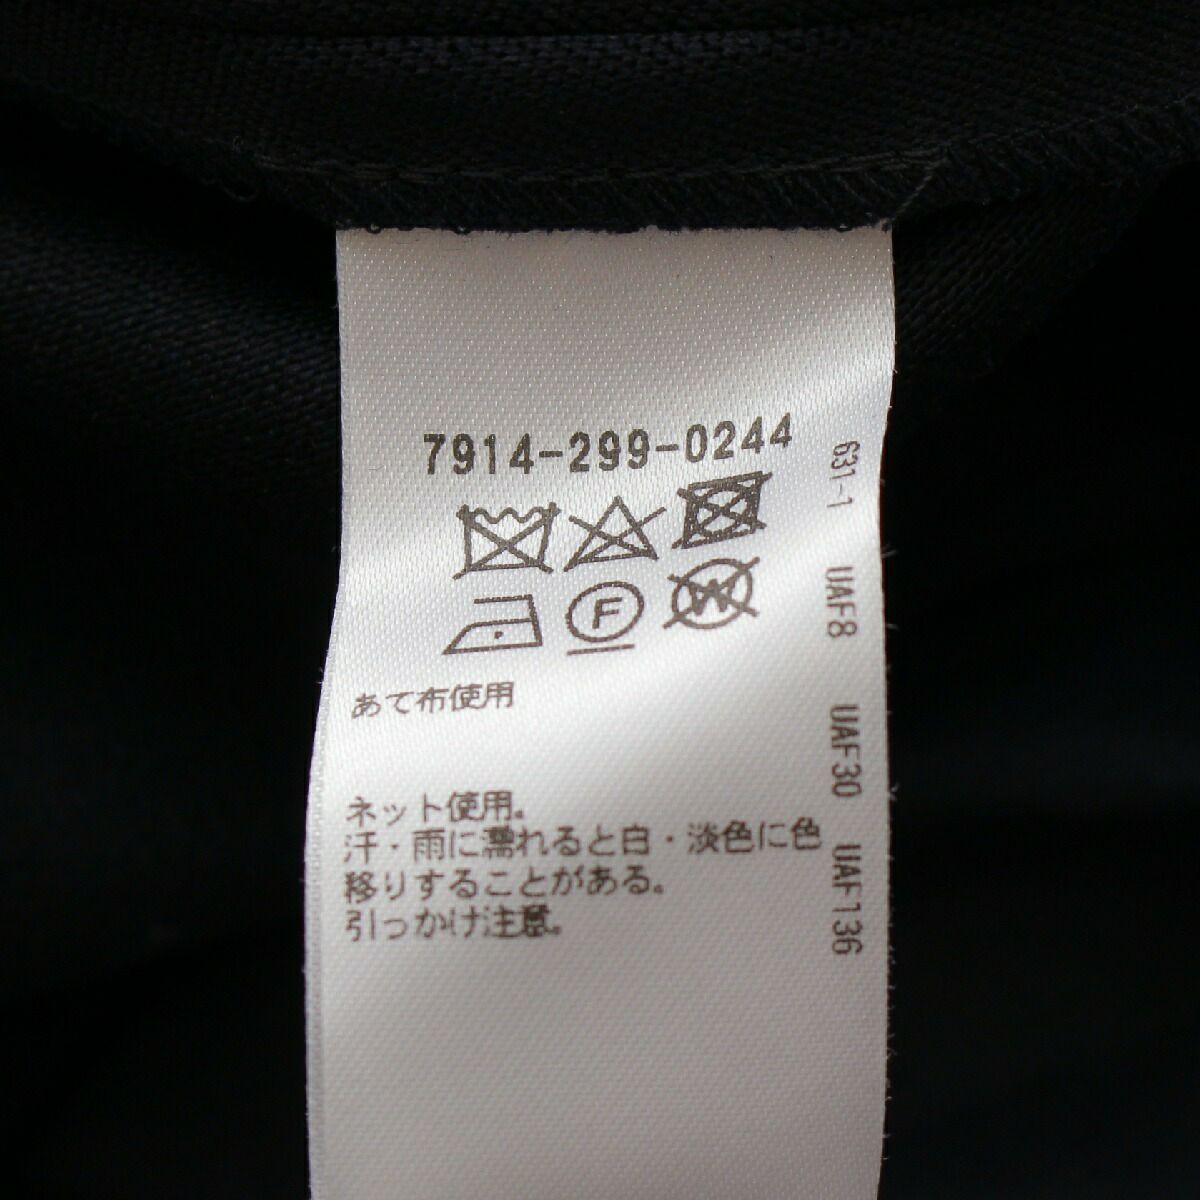 7914-299-0244
F
W
あて布使用
ネット使用。
汗・雨に濡れると白・淡色に色
移りすることがある。
引っかけ注意。
631-1 UAF8 UAF30 UAF136